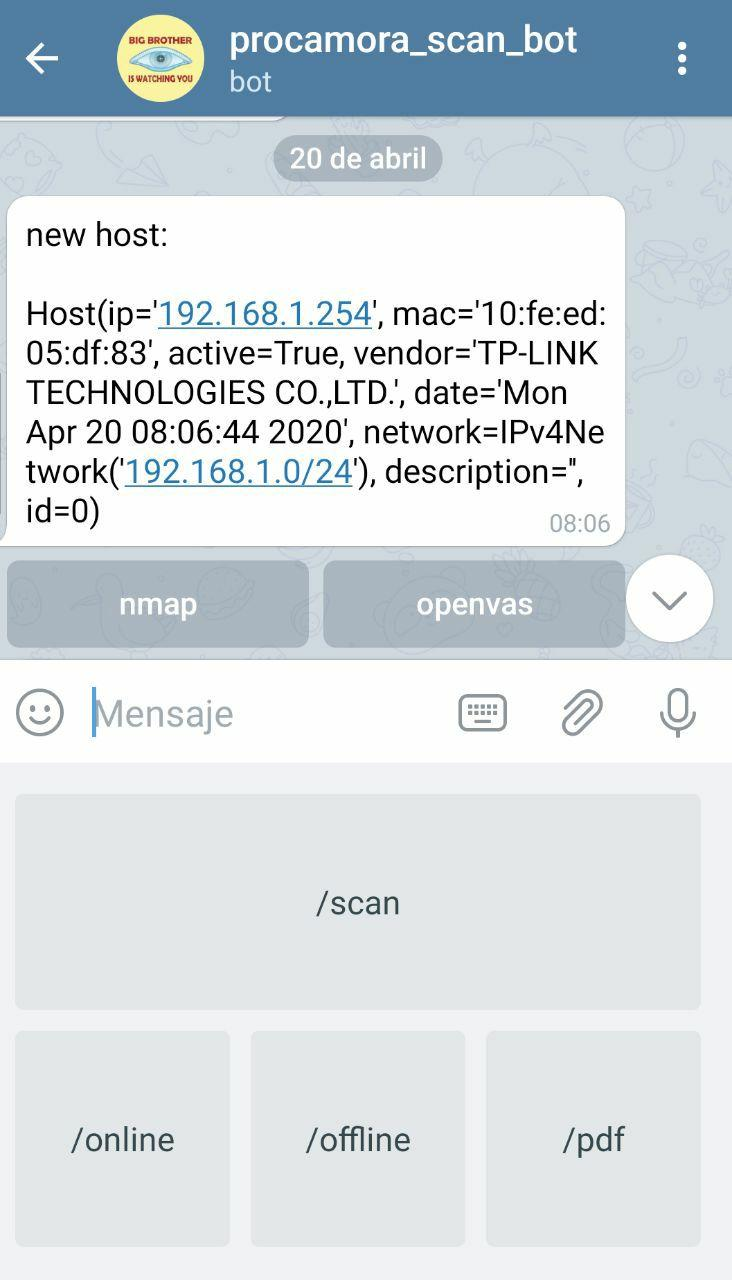 BIG BROTHER
IS WATCHING YOU
procamora_scan_bot
bot
20 de abril
new host:
Host(ip='192.168.1.254', mac='10:fe:ed:
05:df:83', active=True, vendor='TP-LINK
TECHNOLOGIES CO.,LTD.', date='Mon
Apr 20 08:06:44 2020', network=IPv4Ne
twork('192.168.1.0/24'), description='',
id=0)
08:06
nmap
openvas
Mensaje
/scan
/online
/offline
/pdf